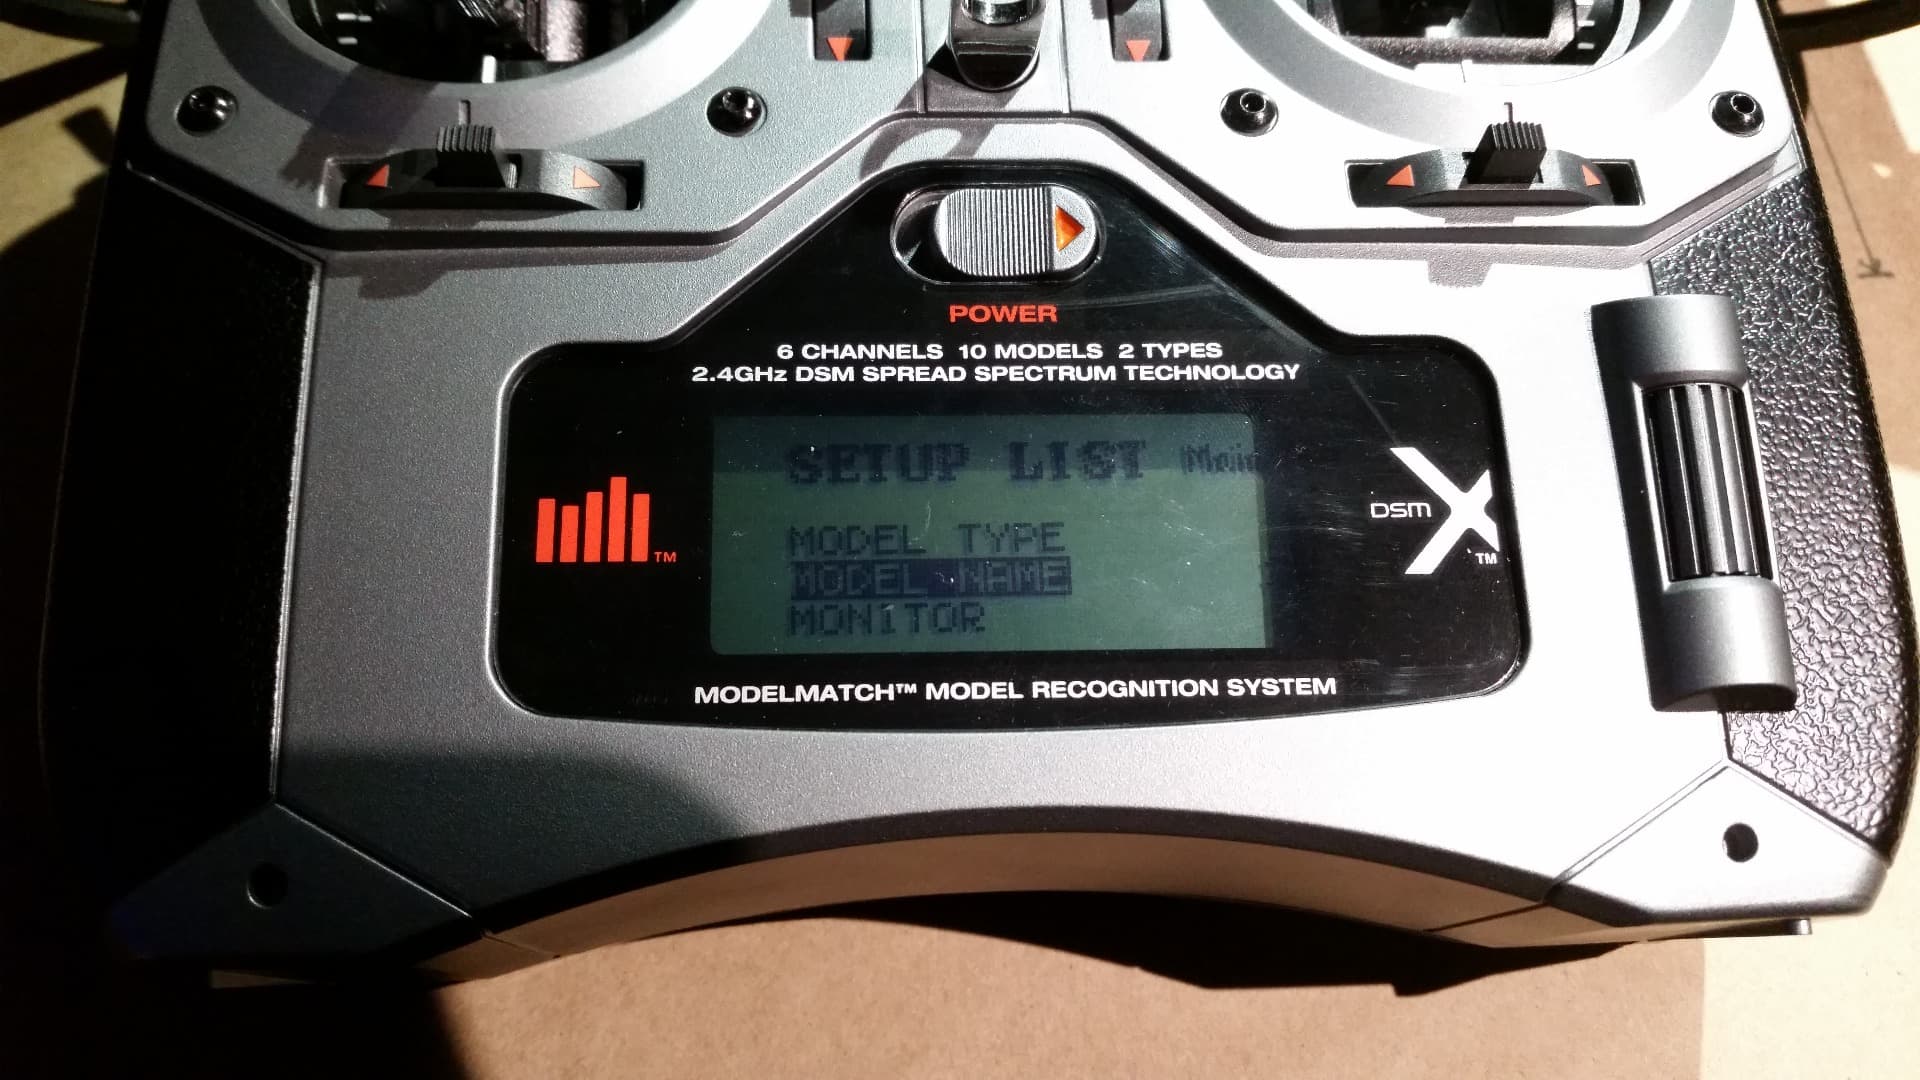 POWER
6 CHANNELS 10 MODELS 2 TYPES
2.4GHz DSM SPREAD SPECTRUM TECHNOLOGY
SETUP LIST Main
MODEL TYPE
MODEL NAME
MONiTOR
TM
DSM X TM
MODELMATCH™ MODEL RECOGNITION SYSTEM